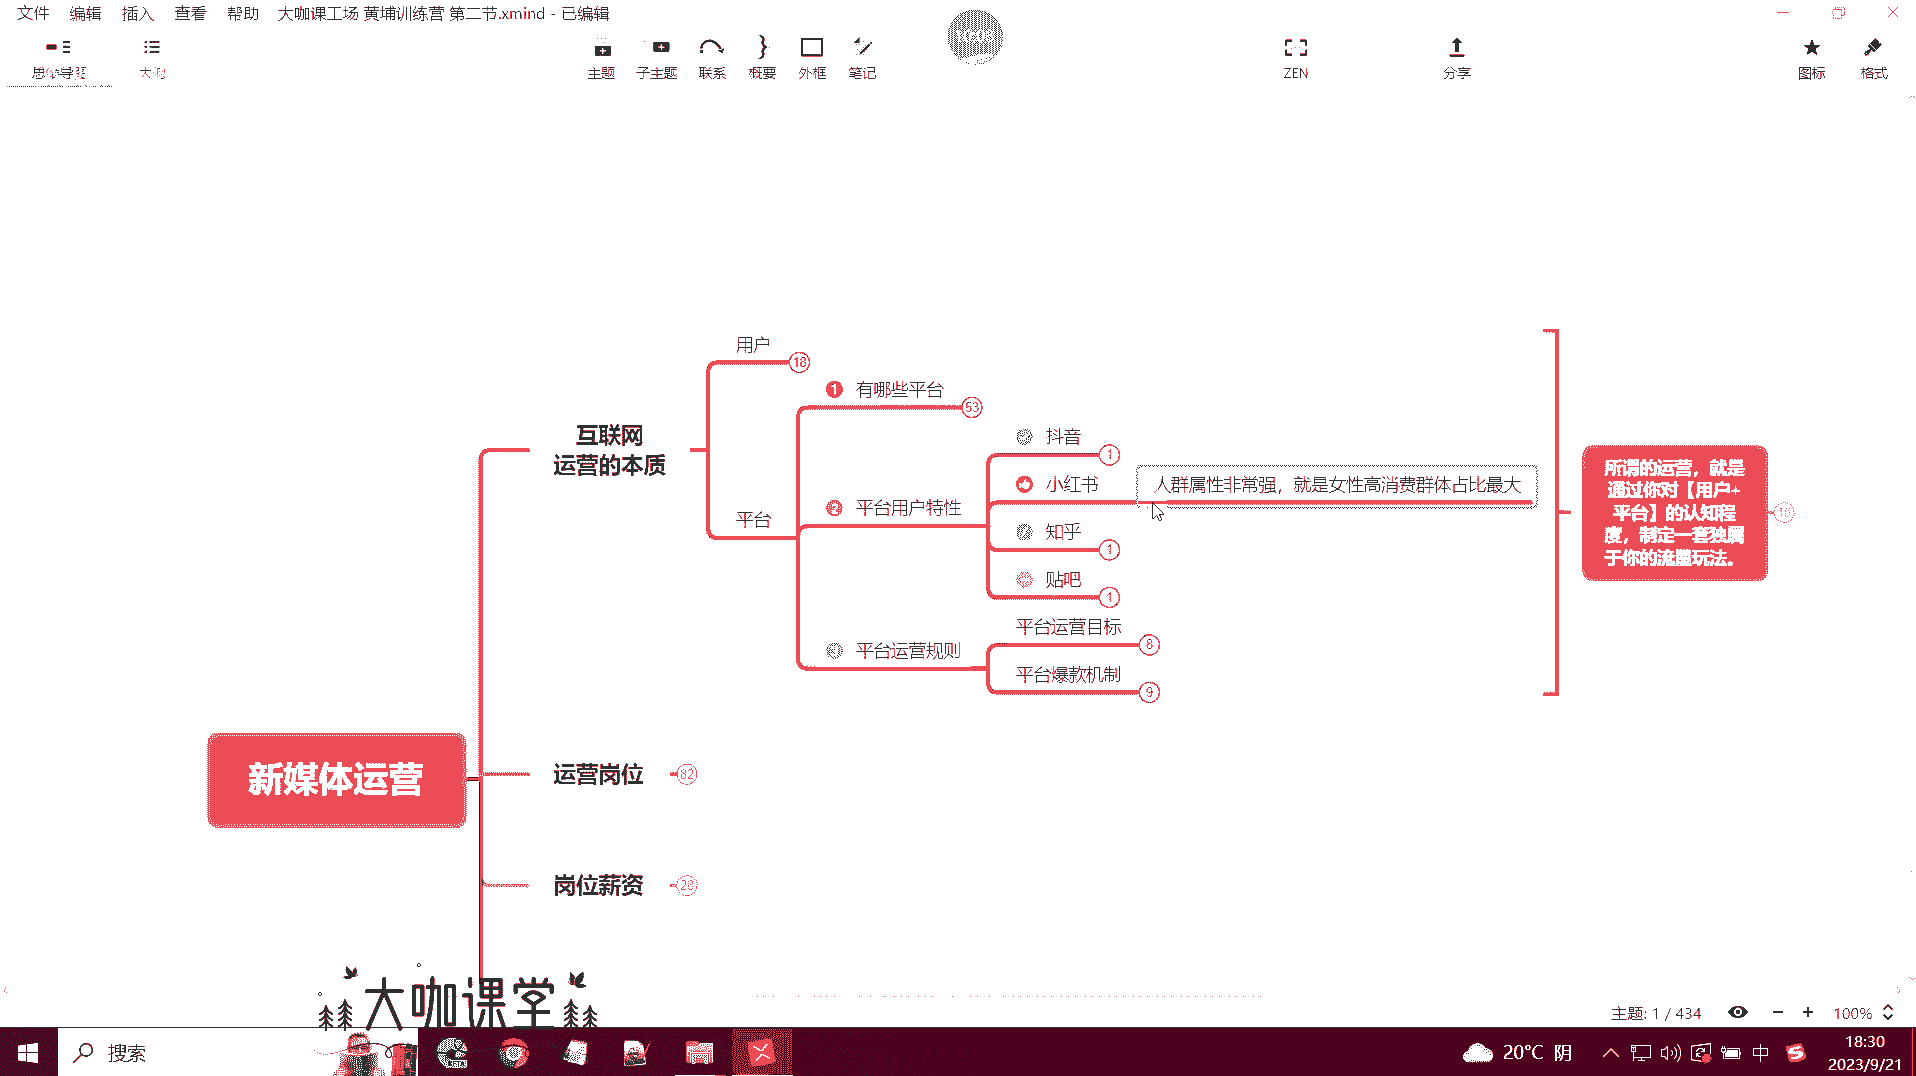 文件 编辑 插入 查看 帮助 大咖课工场 黄埔训练营 第二节.xmind - 已编辑
思维导图 大纲 主题 子主题 联系 概要 外框 笔记 ZEN 分享 图标 格式
用户
18
1 有哪些平台
53
互联网
运营的本质
抖音
1
小红书
人群属性非常强，就是女性高消费群体占比最大
2 平台用户特性
平台
知乎
1
贴吧
1
平台运营目标
8
3 平台运营规则
平台爆款机制
9
所谓的运营，就是
通过你对【用户+
平台】的认知程
度，制定一套独属
于你的流量玩法。
10
新媒体运营
运营岗位
82
岗位薪资
28
大咖课堂
主题: 1 / 434
100%
搜索
20°C 阴
中
18:30
2023/9/21